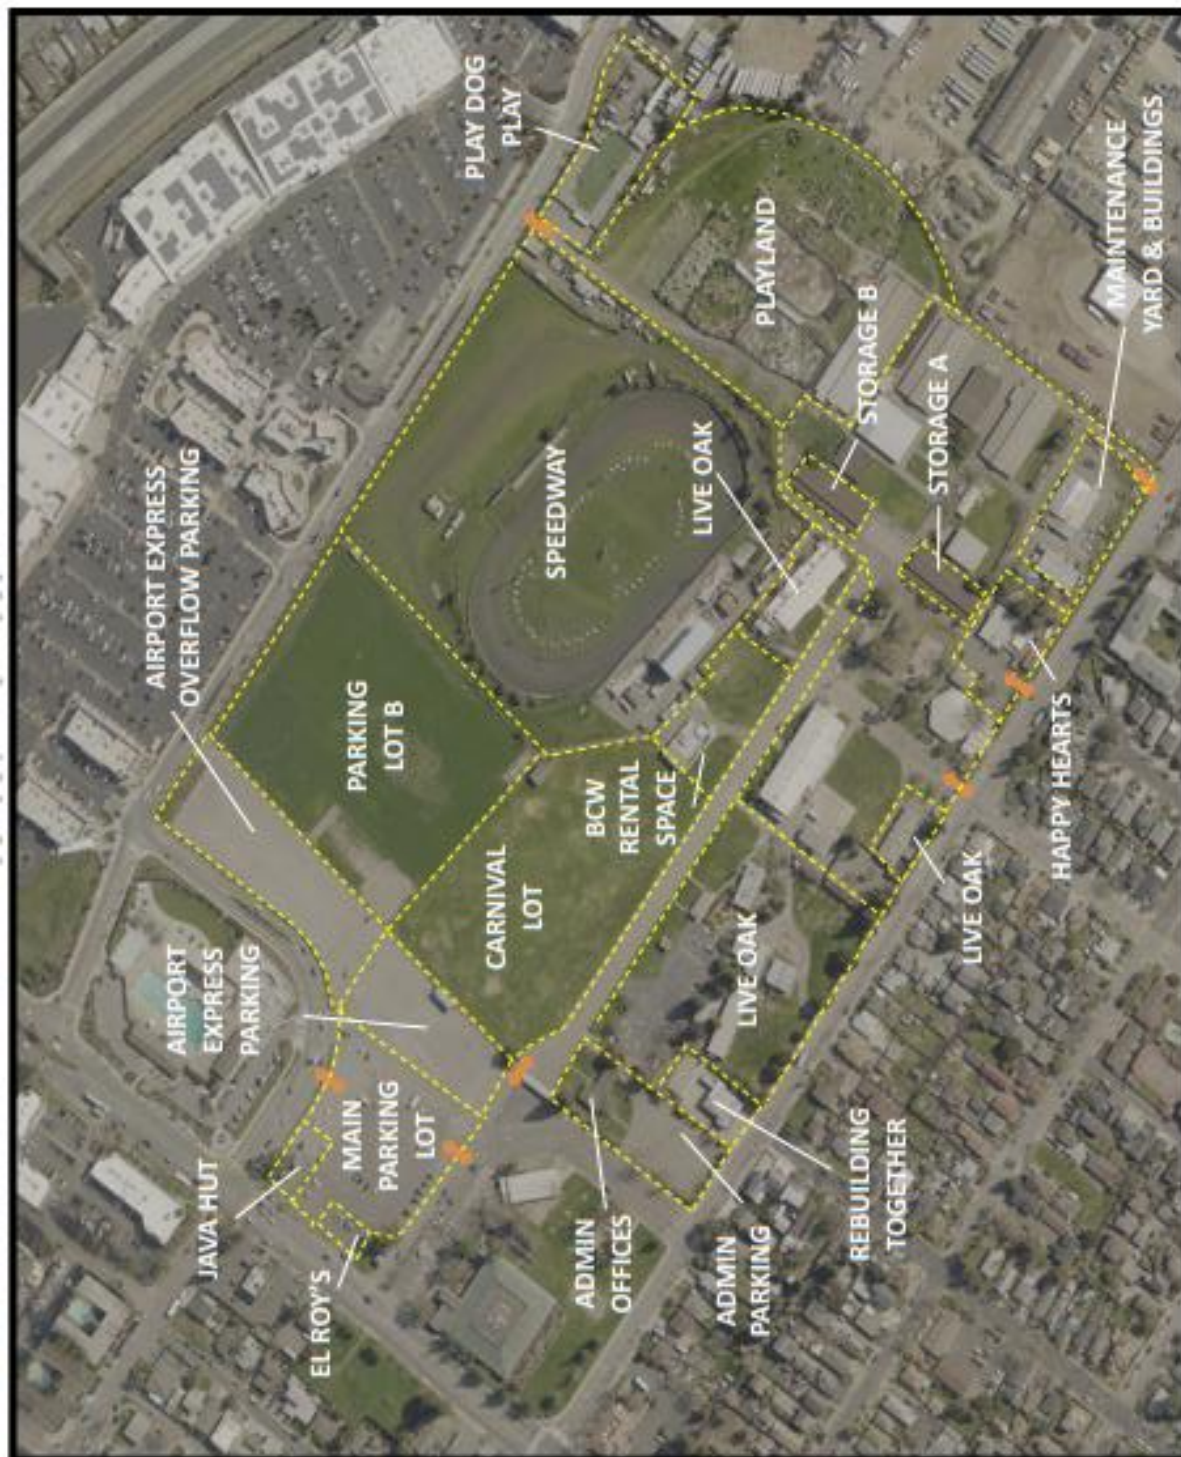 PLAY DOG
PLAY
AIRPORT EXPRESS
OVERFLOW PARKING
PLAYLAND
STORAGE B
MAINTENANCE
YARD & BUILDINGS
SPEEDWAY
LIVE OAK
STORAGE A
PARKING
LOT B
BCW
RENTAL
SPACE
HAPPY HEARTS
CARNIVAL
LOT
LIVE OAK
AIRPORT
EXPRESS
PARKING
LIVE OAK
MAIN
PARKING
LOT
JAVA HUT
EL ROY'S
ADMIN
OFFICES
ADMIN
PARKING
REBUILDING
TOGETHER